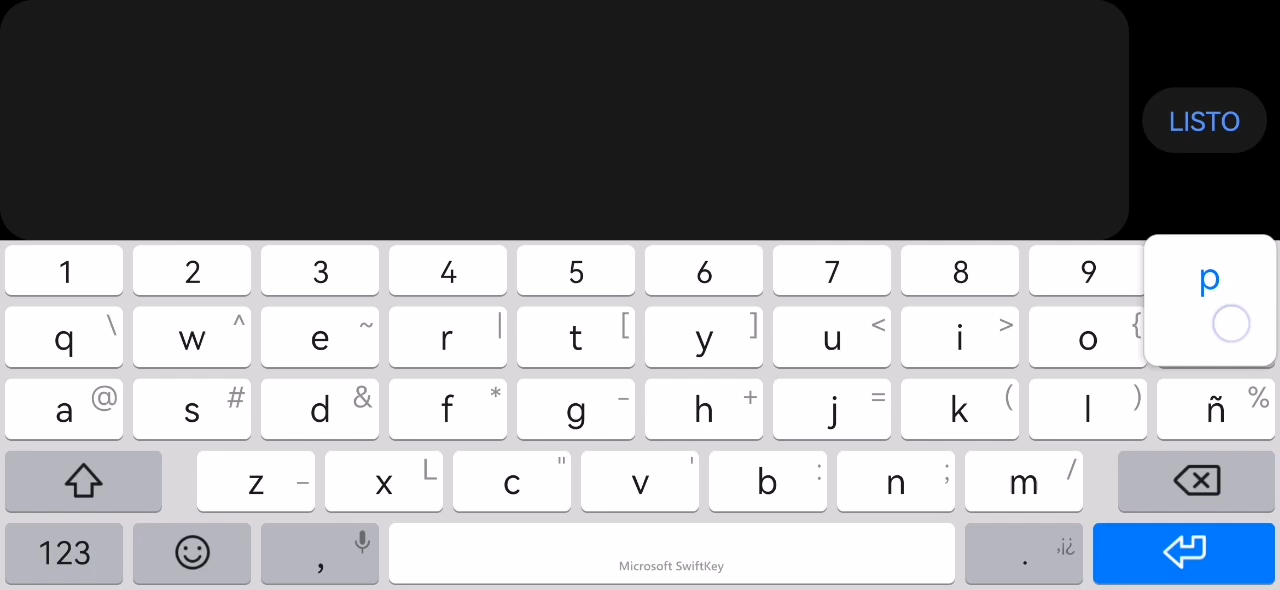 LISTO
1 2 3 4 5 6 7 8 9
q \ w ^ e ~ r | t [ y ] u < i > o { p
a @ s # d & f * g – h + j = k ( l ) ñ %
z _ x L c " v ' b : n ; m /
123 , Microsoft SwiftKey . ,¡¿